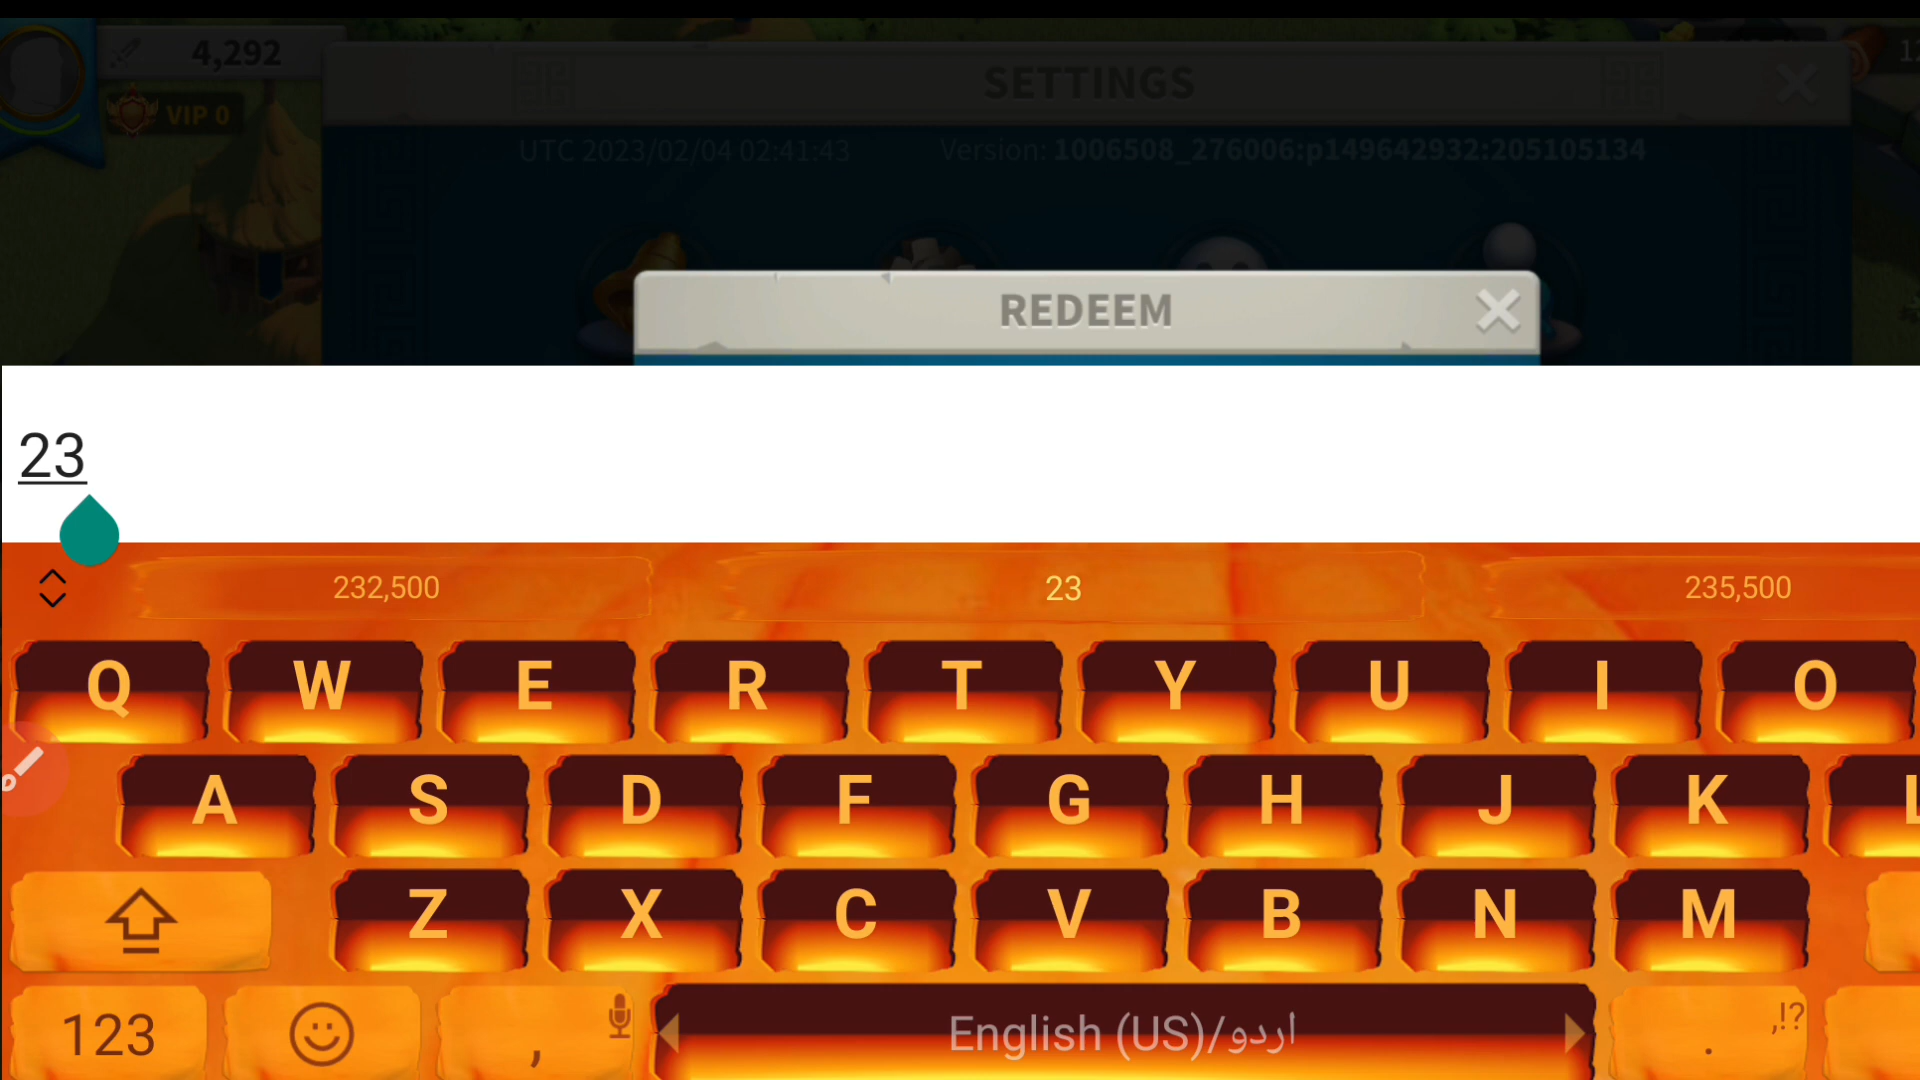 4,292
VIP 0
SETTINGS
UTC 2023/02/04 02:41:43
Version: 1006508_276006:p149642932:205105134
REDEEM
23
232,500
23
235,500
Q W E R T Y U I O
A S D F G H J K L
Z X C V B N M
123
,
English (US)/اردو
,!?
.